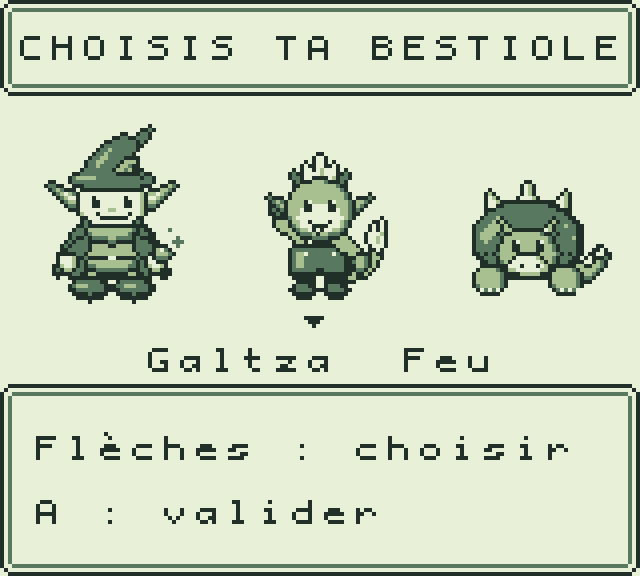 CHOISIS TA BESTIOLE
Galtza Feu
Flèches : choisir
A : valider